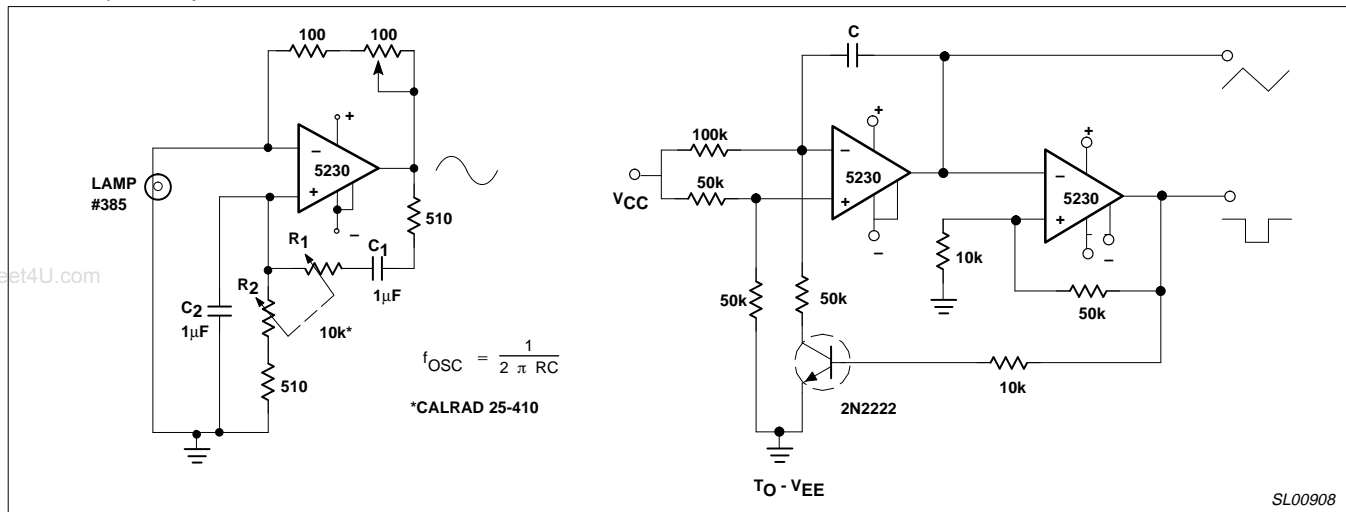 100 100
− +
5230
+ −
LAMP
#385
510
R1 C1
1μF
R2
C2
1μF
10k*
510
fOSC = 1 / 2 π RC
*CALRAD 25-410
eet4U.com
C
100k
50k
VCC
− +
5230
+ −
− +
5230
+ - −
10k
50k
50k
50k
10k
2N2222
TO - VEE
SL00908